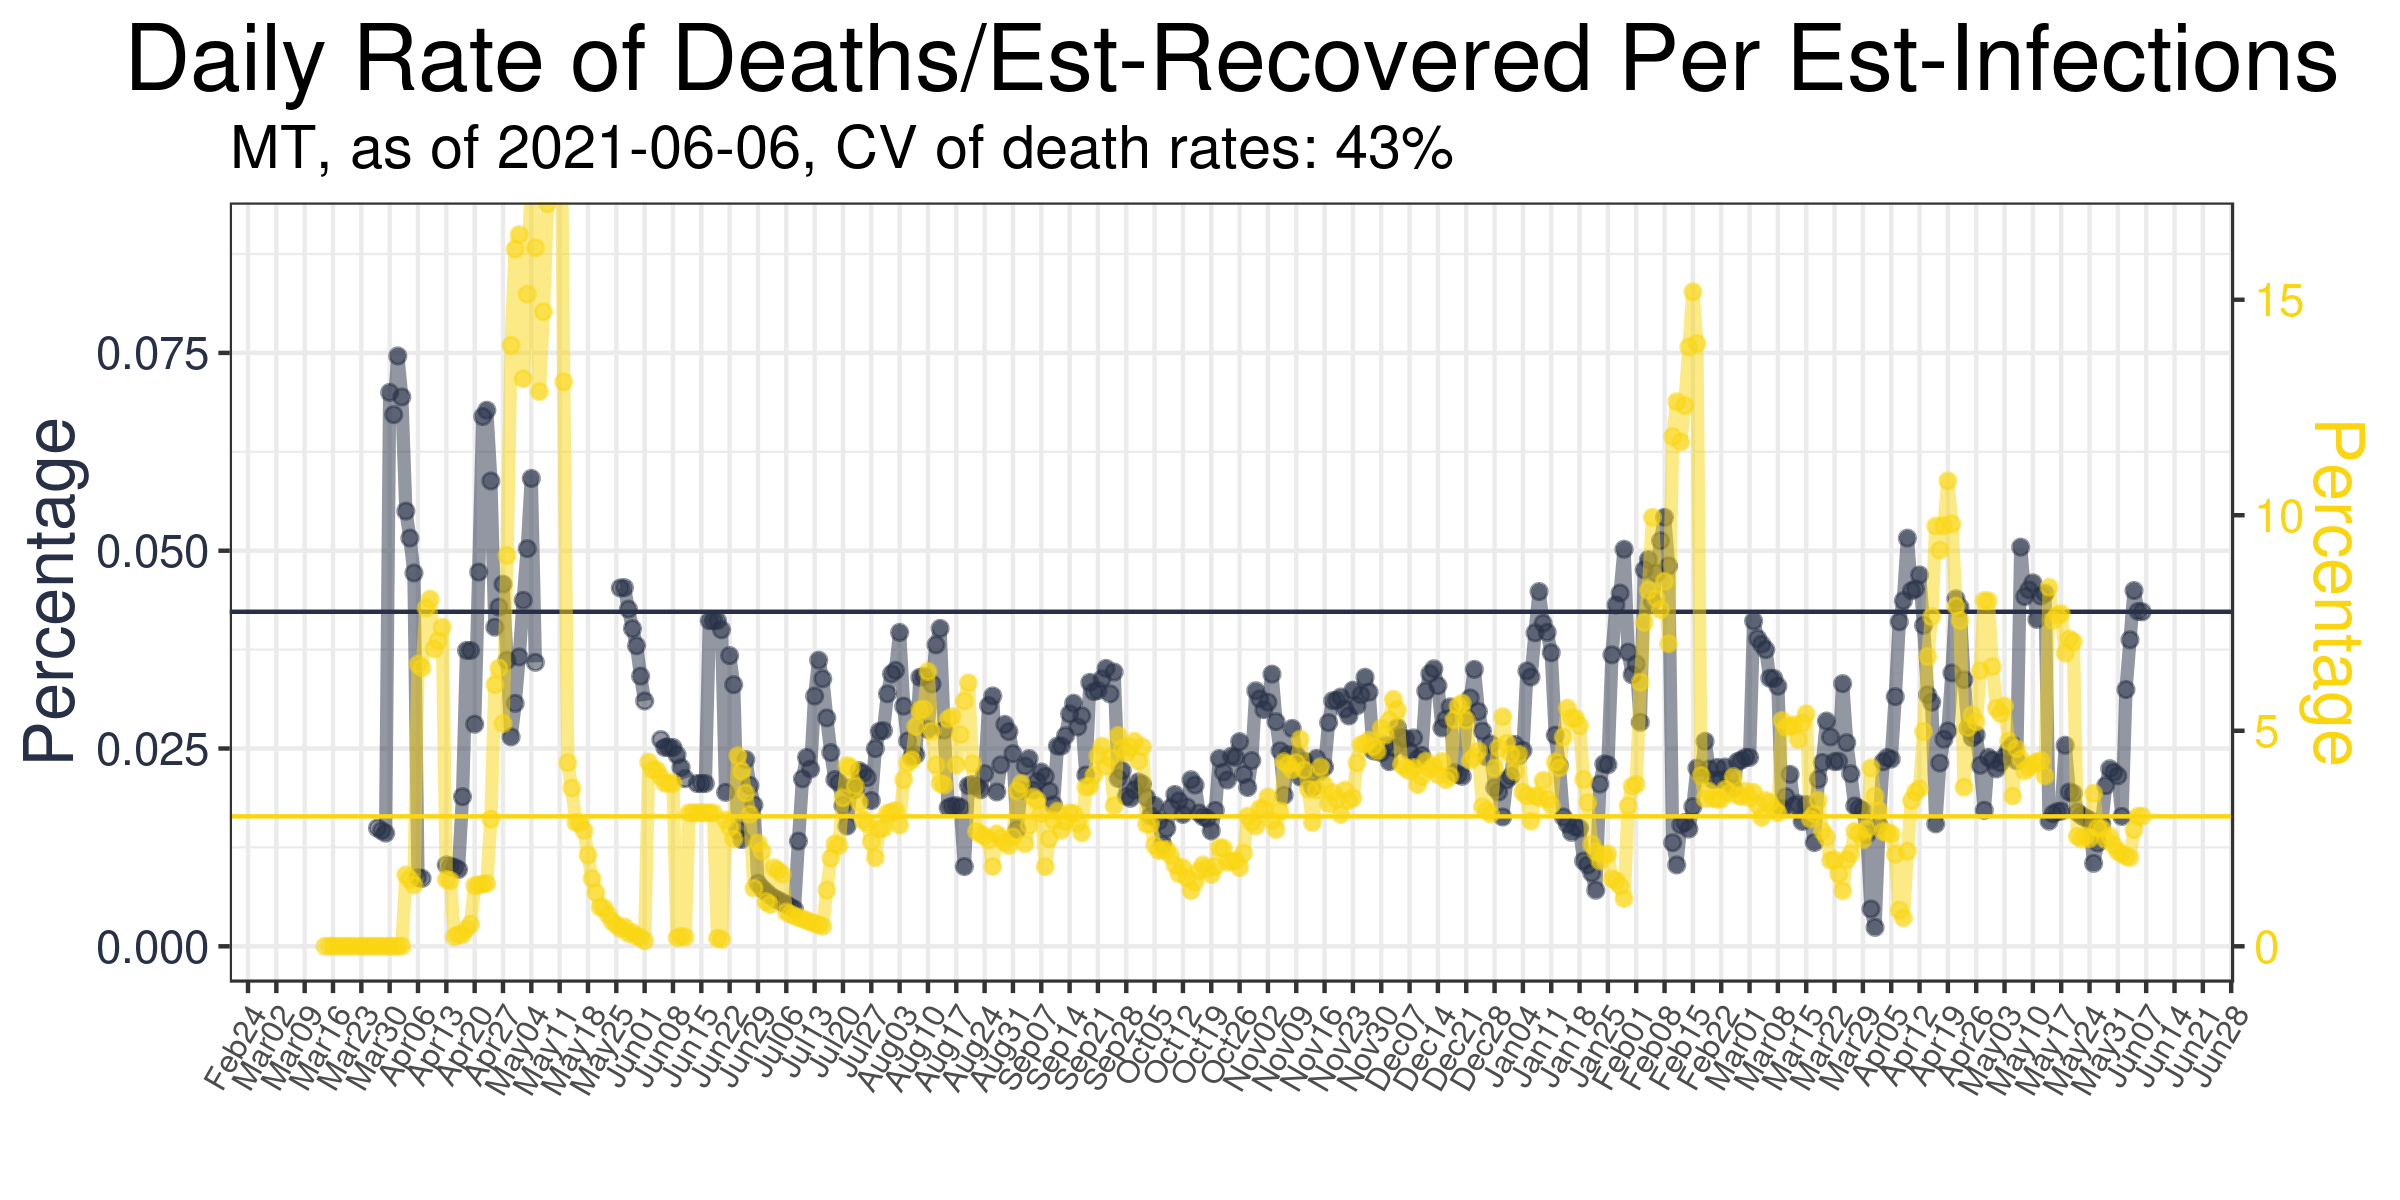 Daily Rate of Deaths/Est-Recovered Per Est-Infections
MT, as of 2021-06-06, CV of death rates: 43%
Percentage
0.075
0.050
0.025
0.000
15
10
5
0
Percentage
Feb24
Mar02
Mar09
Mar16
Mar23
Mar30
Apr06
Apr13
Apr20
Apr27
May04
May11
May18
May25
Jun01
Jun08
Jun15
Jun22
Jun29
Jul06
Jul13
Jul20
Jul27
Aug03
Aug10
Aug17
Aug24
Aug31
Sep07
Sep14
Sep21
Sep28
Oct05
Oct12
Oct19
Oct26
Nov02
Nov09
Nov16
Nov23
Nov30
Dec07
Dec14
Dec21
Dec28
Jan04
Jan11
Jan18
Jan25
Feb01
Feb08
Feb15
Feb22
Mar01
Mar08
Mar15
Mar22
Mar29
Apr05
Apr12
Apr19
Apr26
May03
May10
May17
May24
May31
Jun07
Jun14
Jun21
Jun28